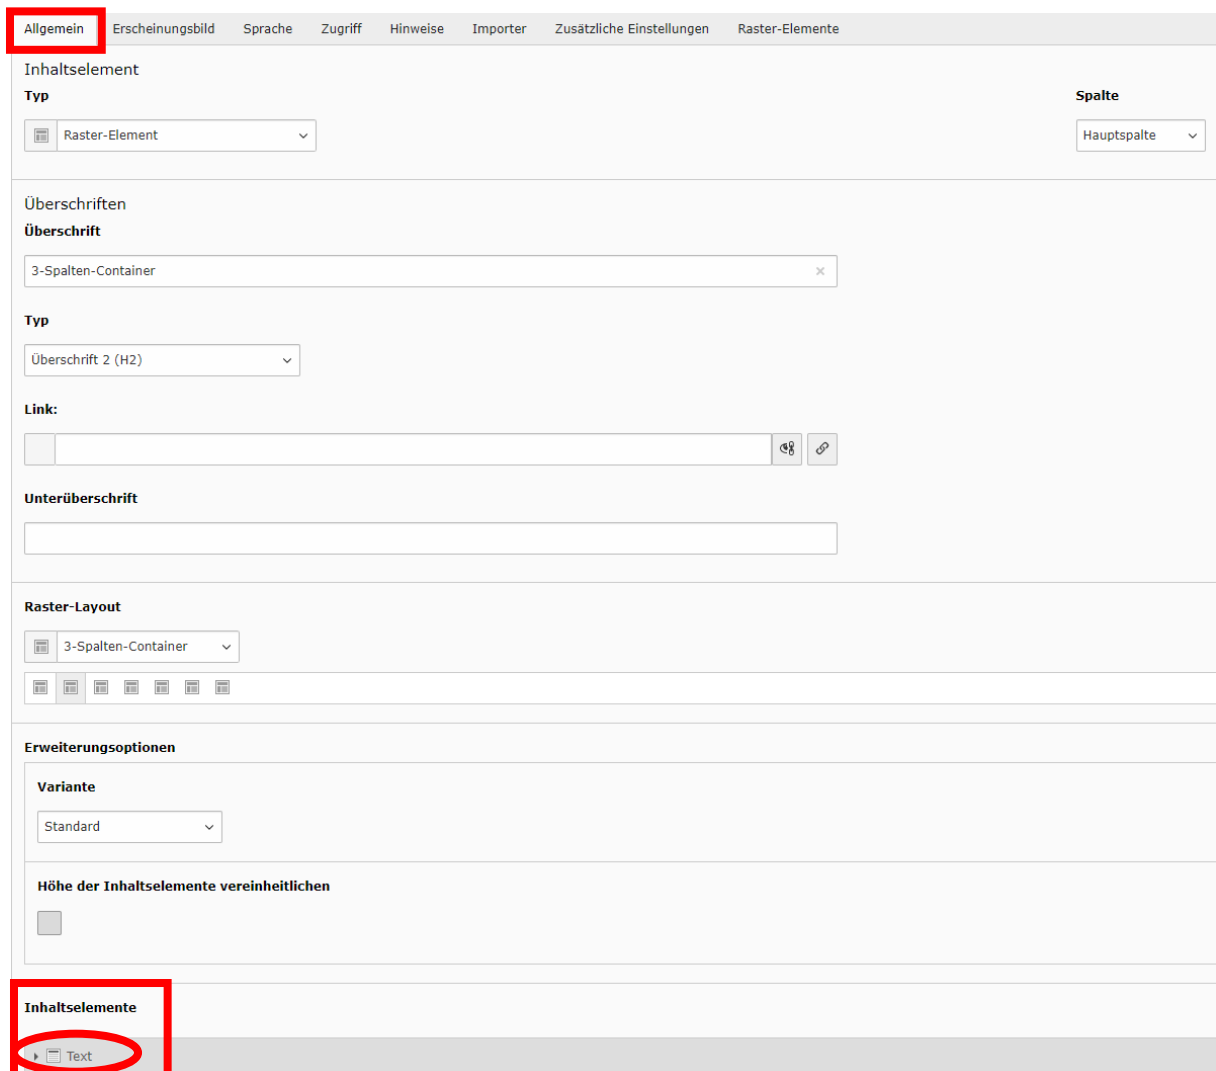 Allgemein Erscheinungsbild Sprache Zugriff Hinweise Importer Zusätzliche Einstellungen Raster-Elemente
Inhaltselement
Typ Spalte
Raster-Element Hauptspalte
Überschriften
Überschrift
3-Spalten-Container
Typ
Überschrift 2 (H2)
Link:
Unterüberschrift
Raster-Layout
3-Spalten-Container
Erweiterungsoptionen
Variante
Standard
Höhe der Inhaltselemente vereinheitlichen
Inhaltselemente
Text